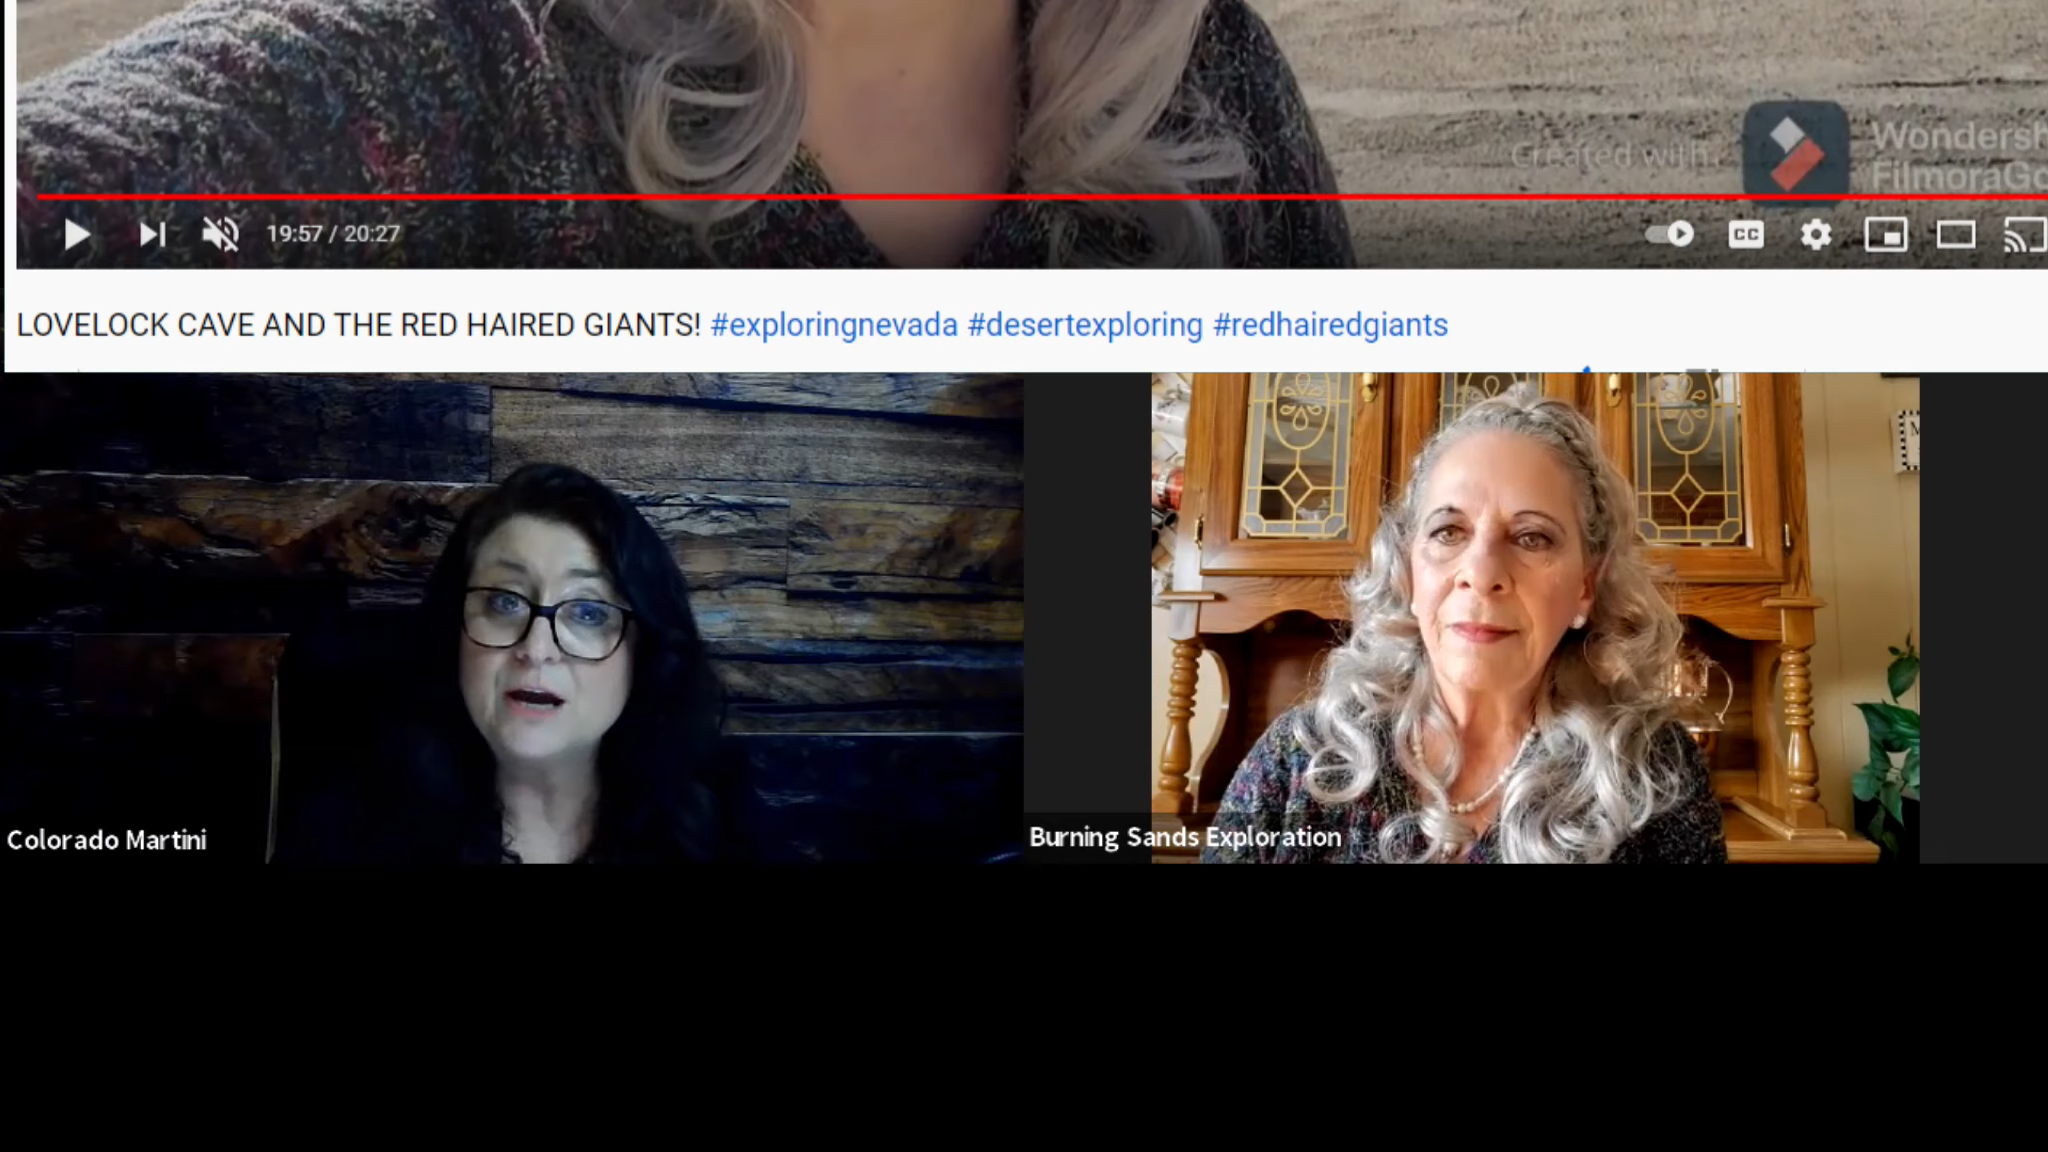 Created with
Wondersh
FilmoraGo
19:57 / 20:27
CC
LOVELOCK CAVE AND THE RED HAIRED GIANTS! #exploringnevada #desertexploring #redhairedgiants
Colorado Martini
Burning Sands Exploration